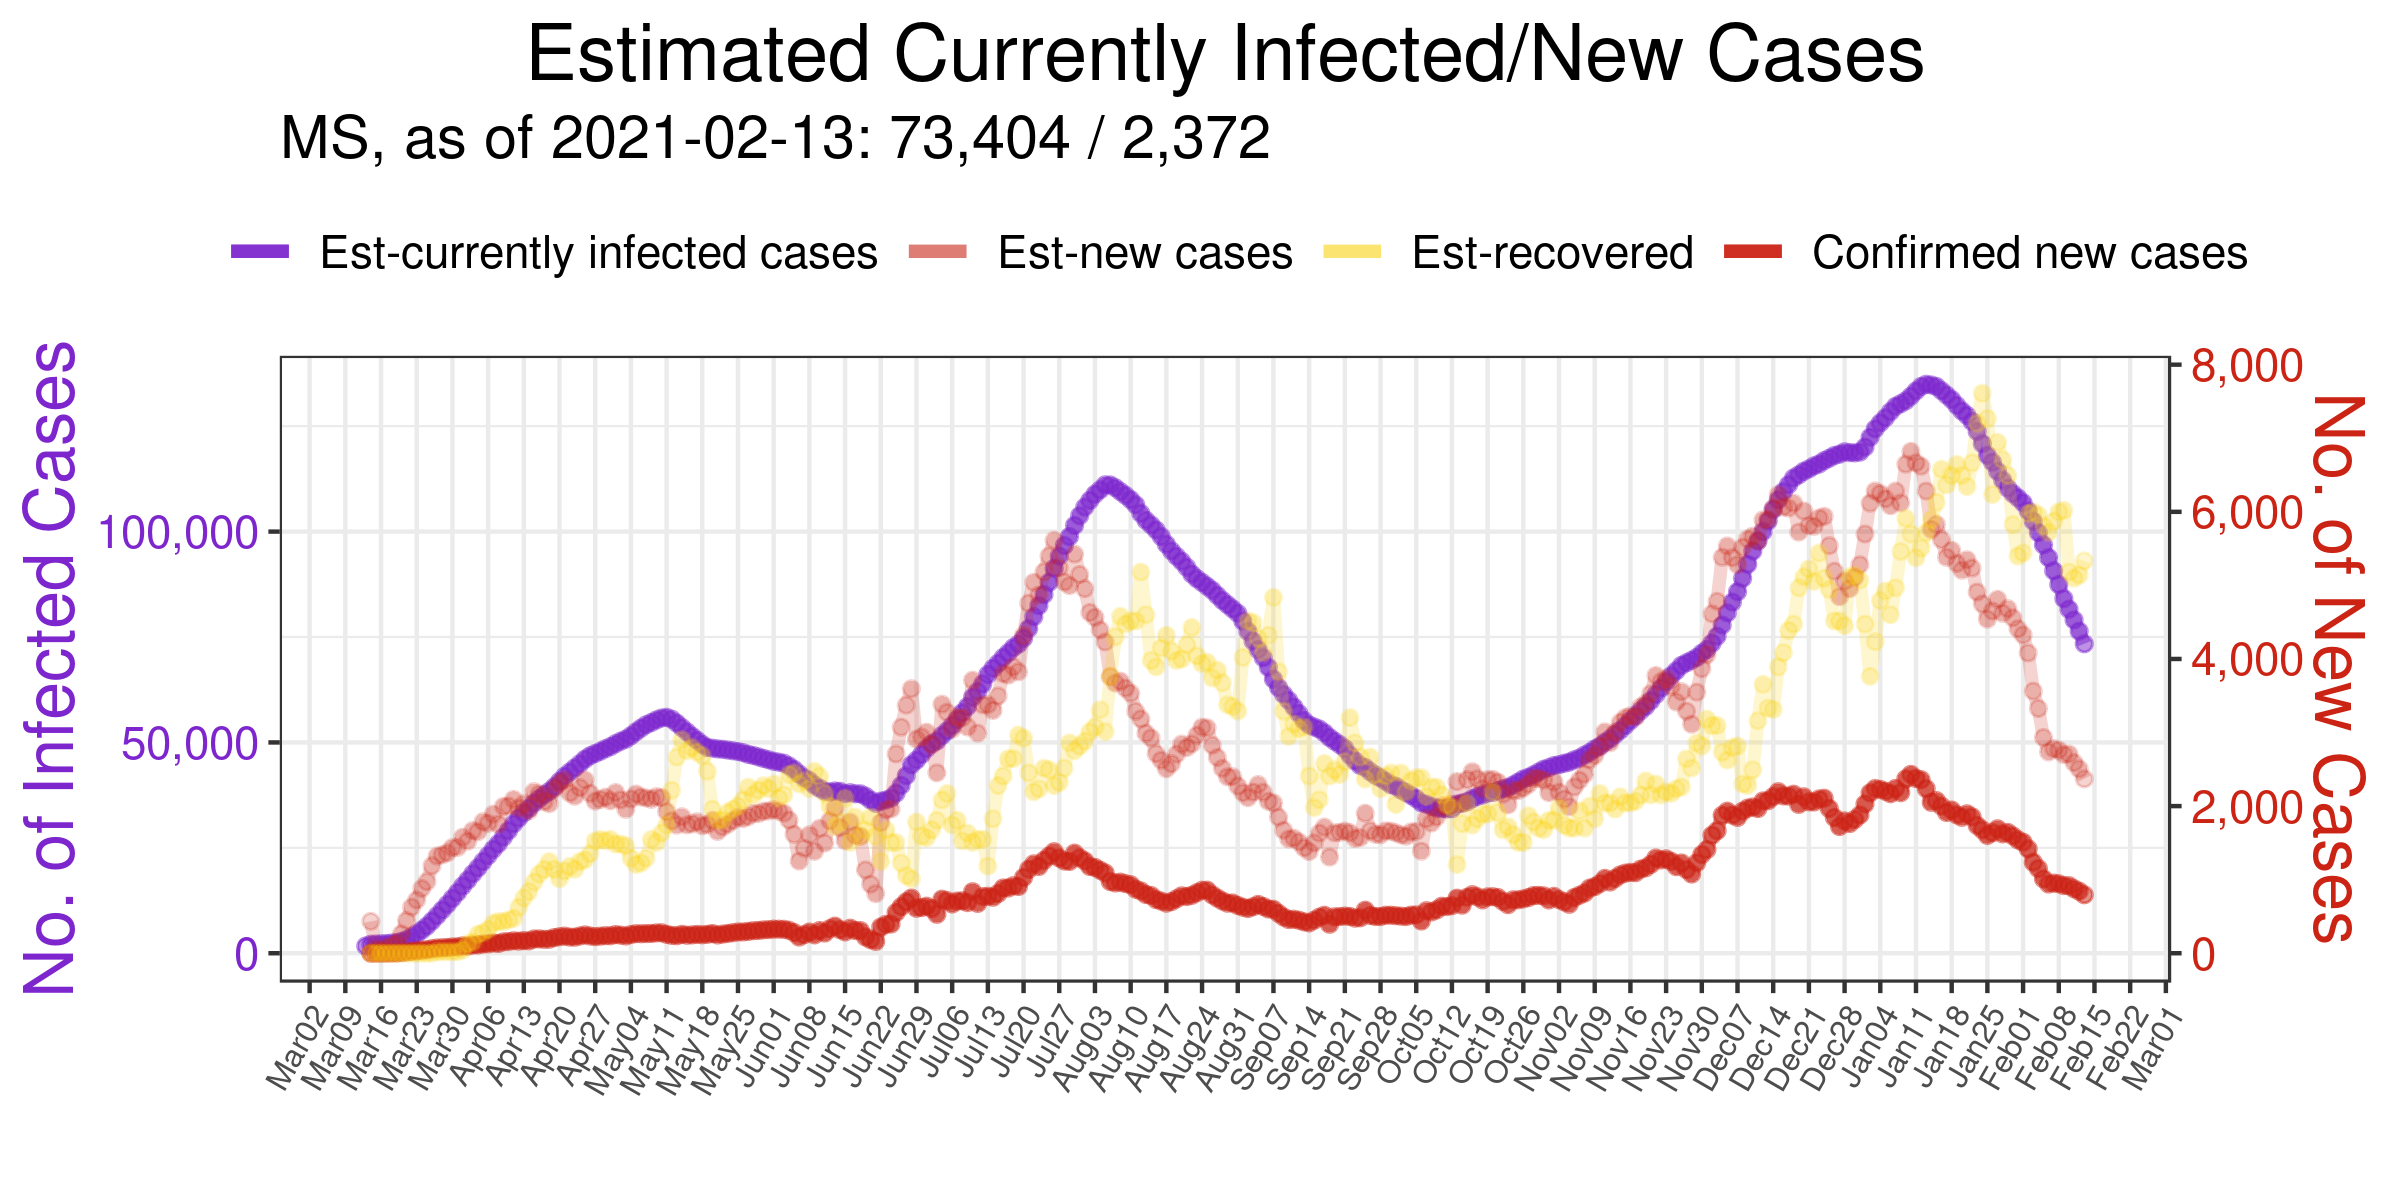 Estimated Currently Infected/New Cases
MS, as of 2021-02-13: 73,404 / 2,372
Est-currently infected cases Est-new cases Est-recovered Confirmed new cases
No. of Infected Cases
100,000
50,000
0
8,000
6,000
4,000
2,000
0
No. of New Cases
Mar02 Mar09 Mar16 Mar23 Mar30 Apr06 Apr13 Apr20 Apr27 May04 May11 May18 May25 Jun01 Jun08 Jun15 Jun22 Jun29 Jul06 Jul13 Jul20 Jul27 Aug03 Aug10 Aug17 Aug24 Aug31 Sep07 Sep14 Sep21 Sep28 Oct05 Oct12 Oct19 Oct26 Nov02 Nov09 Nov16 Nov23 Nov30 Dec07 Dec14 Dec21 Dec28 Jan04 Jan11 Jan18 Jan25 Feb01 Feb08 Feb15 Feb22 Mar01